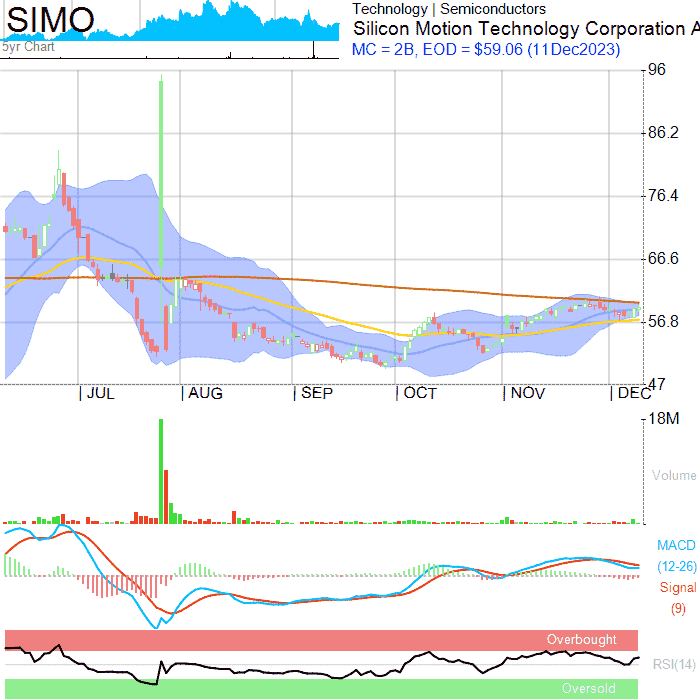 SIMO
5yr Chart
Technology | Semiconductors
Silicon Motion Technology Corporation A
MC = 2B, EOD = $59.06 (11Dec2023)
96
86.2
76.4
66.6
56.8
47
| JUL | AUG | SEP | OCT | NOV | DEC
18M
Volume
MACD
(12-26)
Signal
(9)
Overbought
RSI(14)
Oversold